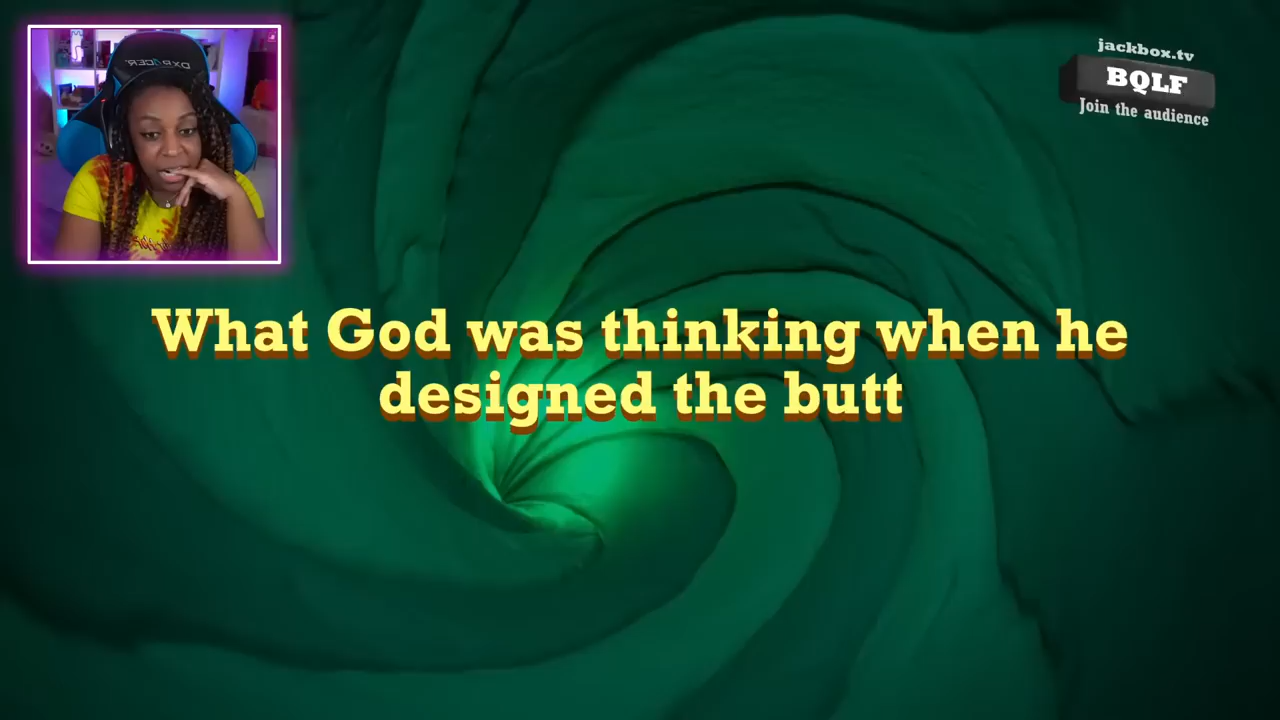 jackbox.tv
BQLF
Join the audience
What God was thinking when he
designed the butt